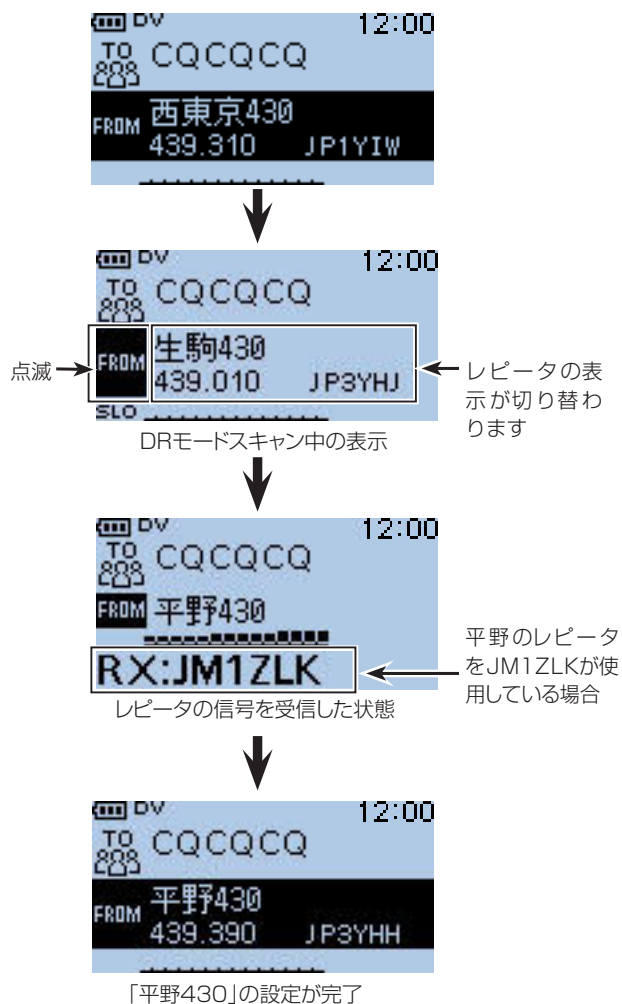 DV 12:00
TO CQCQCQ
FROM 西東京430
439.310 JP1YIW
DV 12:00
TO CQCQCQ
点滅
FROM 生駒430
439.010 JP3YHJ
レピータの表
示が切り替わ
ります
SLO
DRモードスキャン中の表示
DV 12:00
TO CQCQCQ
FROM 平野430
RX:JM1ZLK
平野のレピータ
をJM1ZLKが使
用している場合
レピータの信号を受信した状態
DV 12:00
TO CQCQCQ
FROM 平野430
439.390 JP3YHH
「平野430」の設定が完了